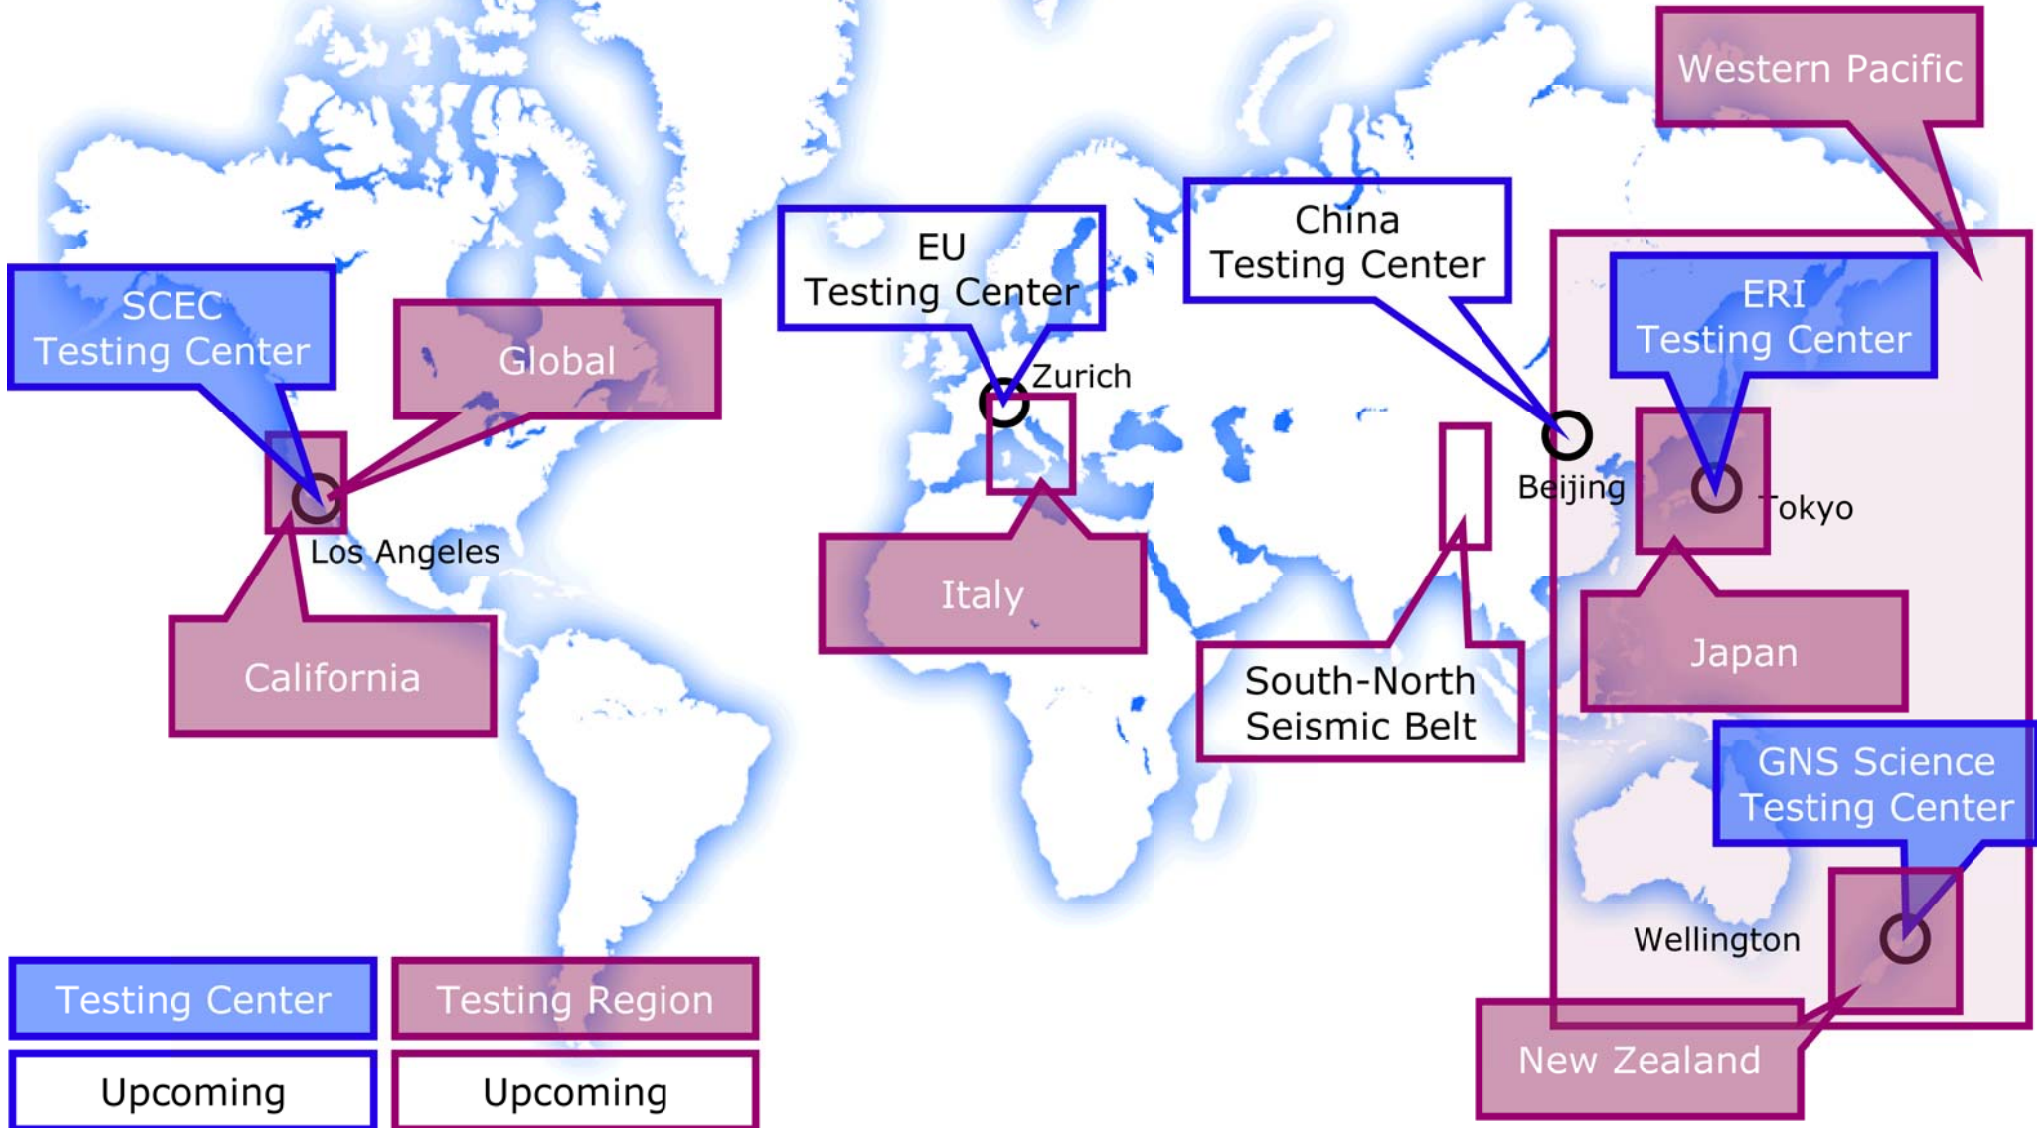 Western Pacific
China
Testing Center
EU
Testing Center
ERI
Testing Center
SCEC
Testing Center
Global
Zurich
Beijing
Tokyo
Los Angeles
Italy
Japan
California
South-North
Seismic Belt
GNS Science
Testing Center
Wellington
Testing Center
Testing Region
New Zealand
Upcoming
Upcoming